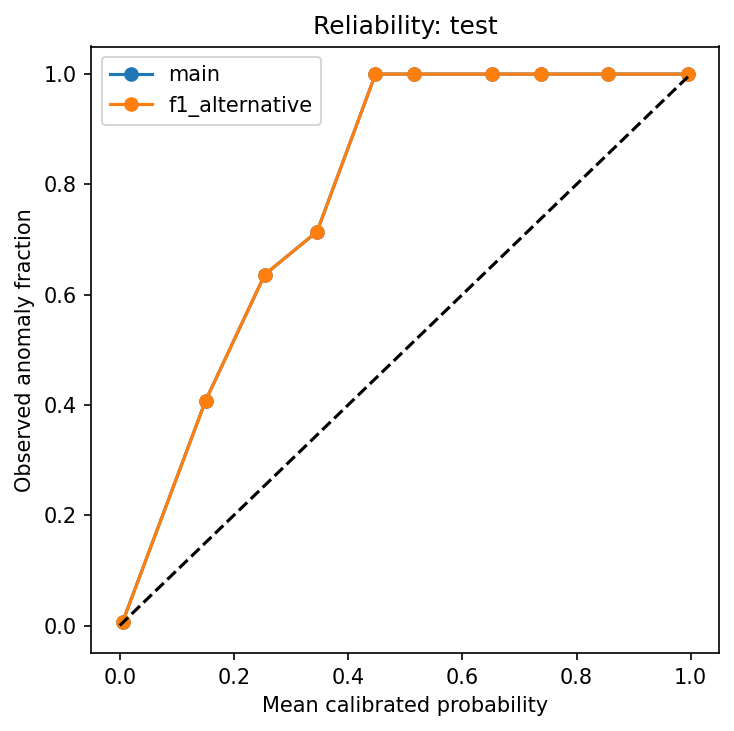 Reliability: test
main
f1_alternative
1.0
0.8
0.6
0.4
0.2
0.0
Observed anomaly fraction
0.0 0.2 0.4 0.6 0.8 1.0
Mean calibrated probability